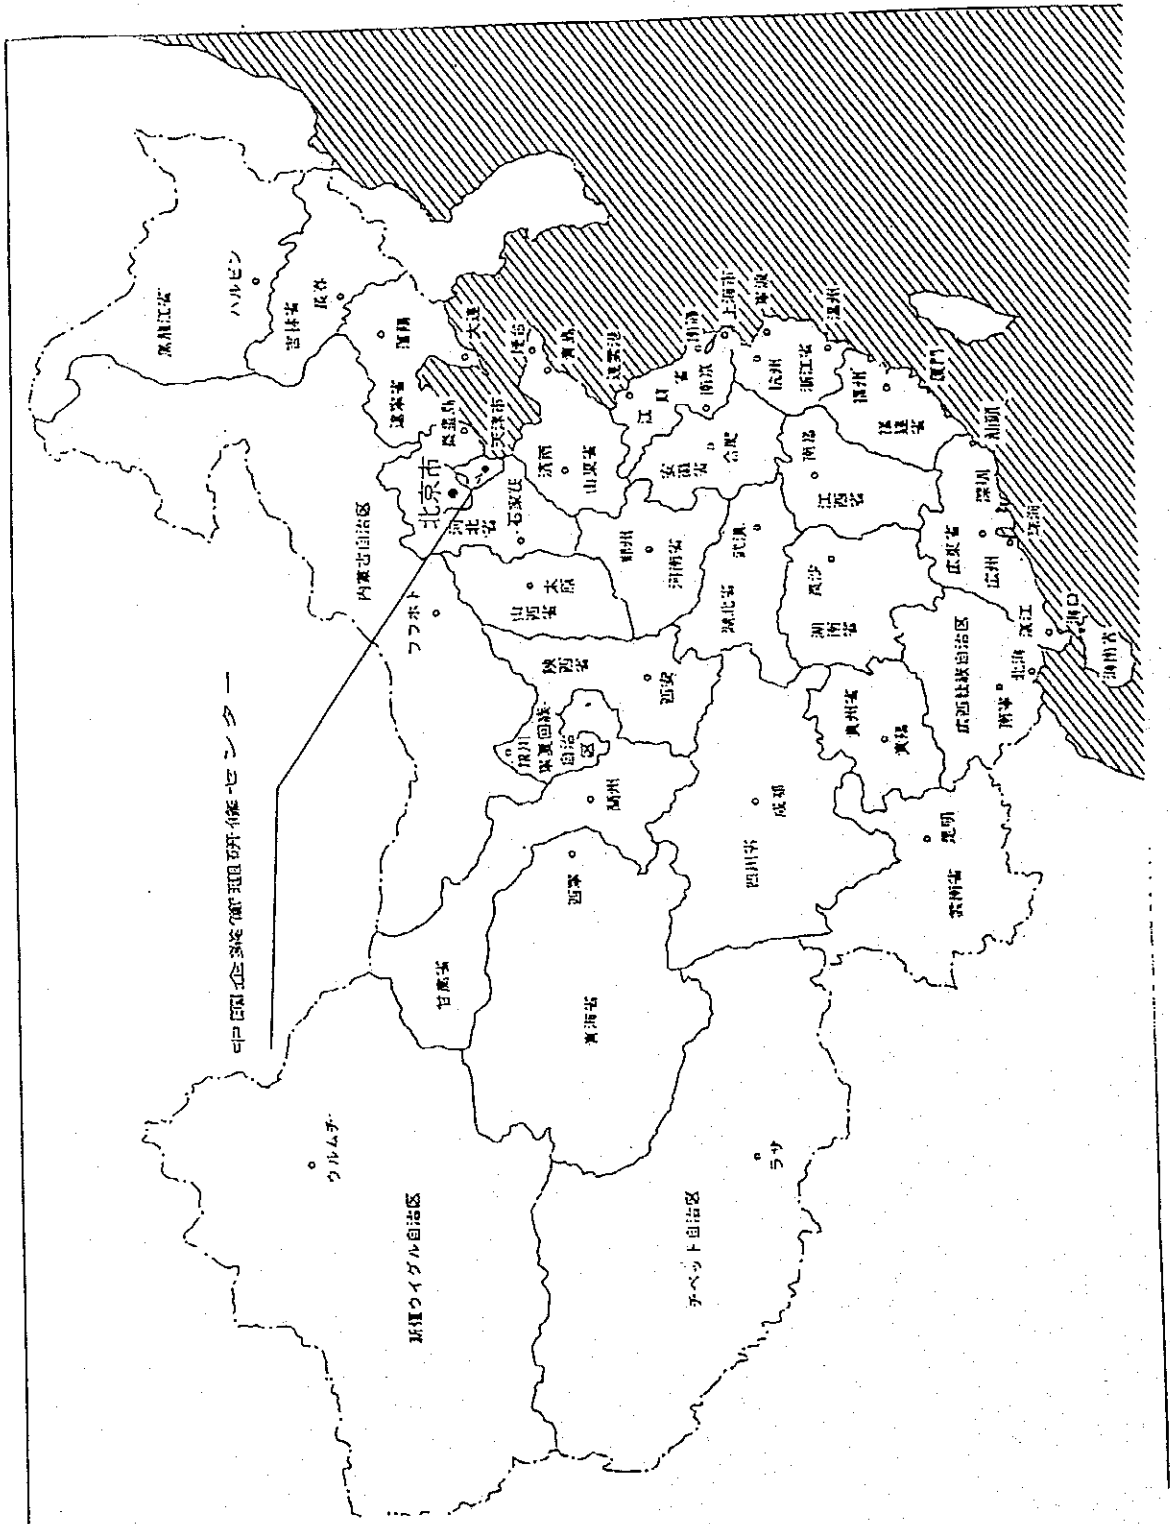 中国企業管理研修センター
黒龍江省
ハルビン
吉林省
長春
瀋陽
遼寧省
大連
秦皇島
天津市
北京市
河北省
石家荘
内蒙古自治区
フフホト
煙台
青島
済南
山東省
連雲港
江蘇省
南京
南通
上海市
寧波
杭州
浙江省
温州
安徽省
合肥
福州
福建省
厦門
南昌
江西省
汕頭
深圳
珠海
広東省
広州
太原
山西省
鄭州
河南省
武漢
湖北省
長沙
湖南省
陝西省
西安
銀川
寧夏回族
自治区
蘭州
甘粛省
西寧
青海省
成都
四川省
貴州省
貴陽
広西壮族自治区
南寧
北海
湛江
海口
海南省
昆明
雲南省
ウルムチ
新疆ウイグル自治区
チベット自治区
ラサ